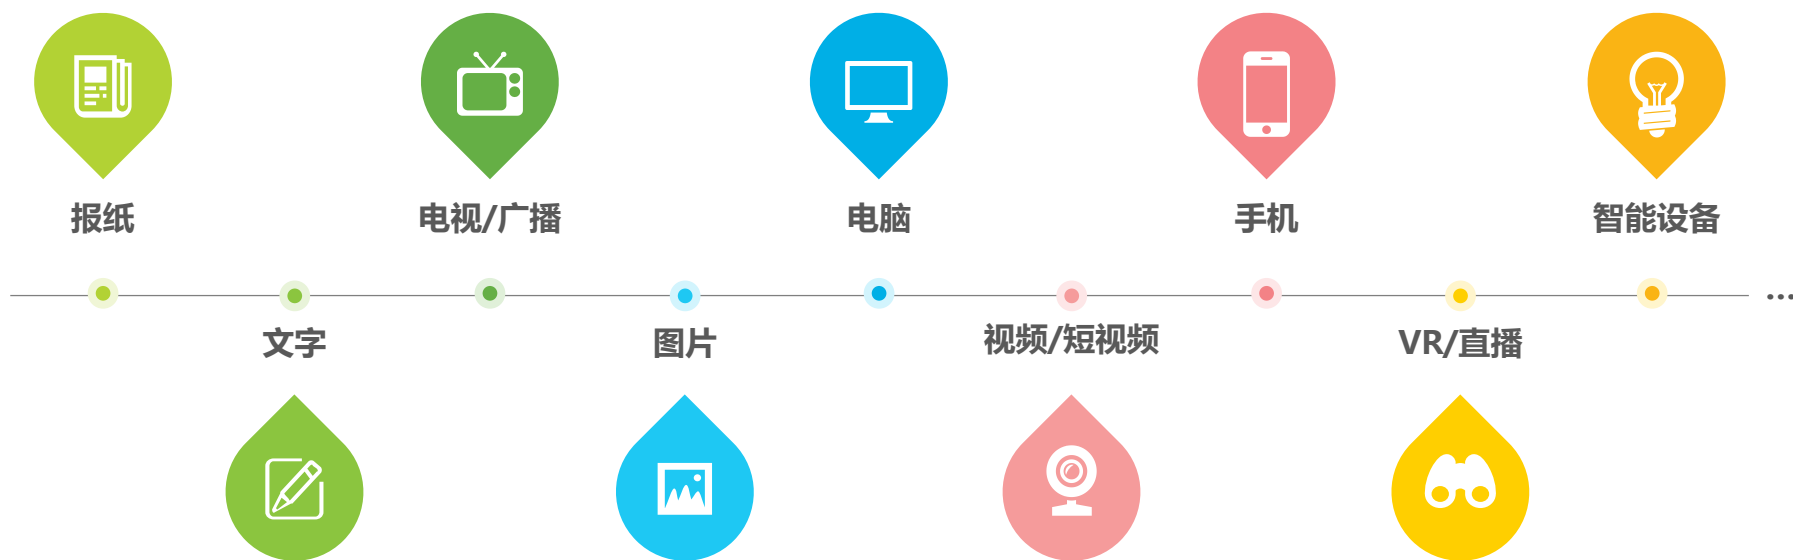 报纸
电视/广播
电脑
手机
智能设备
...
文字
图片
视频/短视频
VR/直播